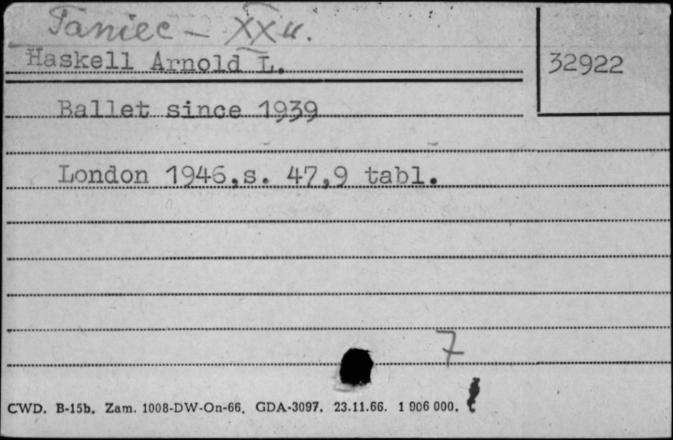 Taniec - XX w.
Haskell Arnold L.
32922
Ballet since 1939
London 1946,s. 47,9 tabl.
7
CWD. B-15b. Zam. 1008-DW-On-66. GDA-3097. 23.11.66. 1 906 000.